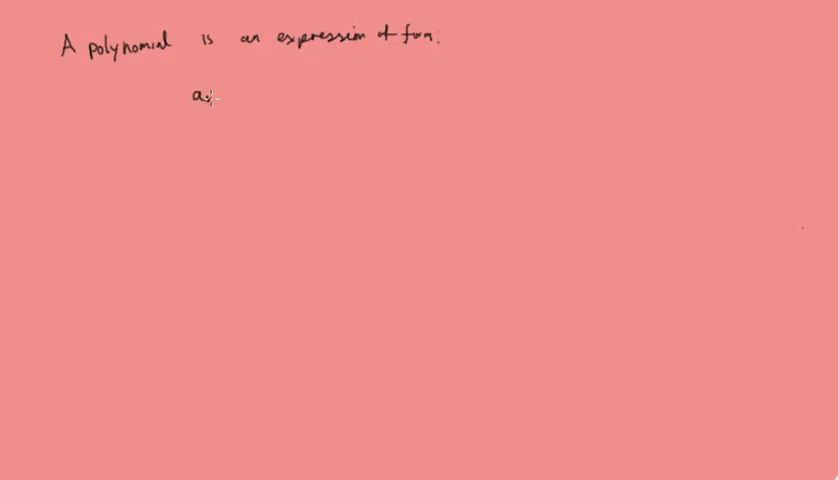 A polynomial is an expression of form:
a